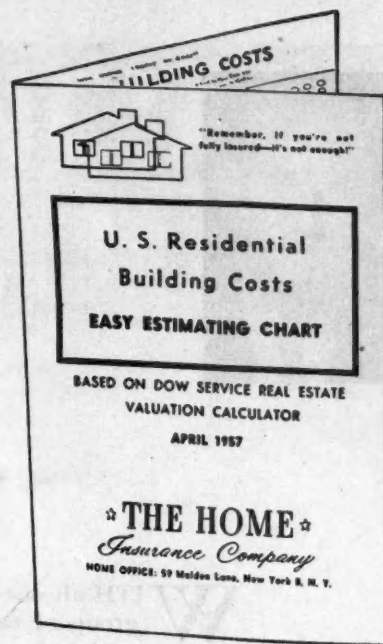 BUILDING COSTS
"Remember, if you're not
fully insured—it's not enough!"
U. S. Residential
Building Costs
EASY ESTIMATING CHART
BASED ON DOW SERVICE REAL ESTATE
VALUATION CALCULATOR
APRIL 1957
☆THE HOME☆
Insurance Company
HOME OFFICE: 59 Maiden Lane, New York 8, N. Y.